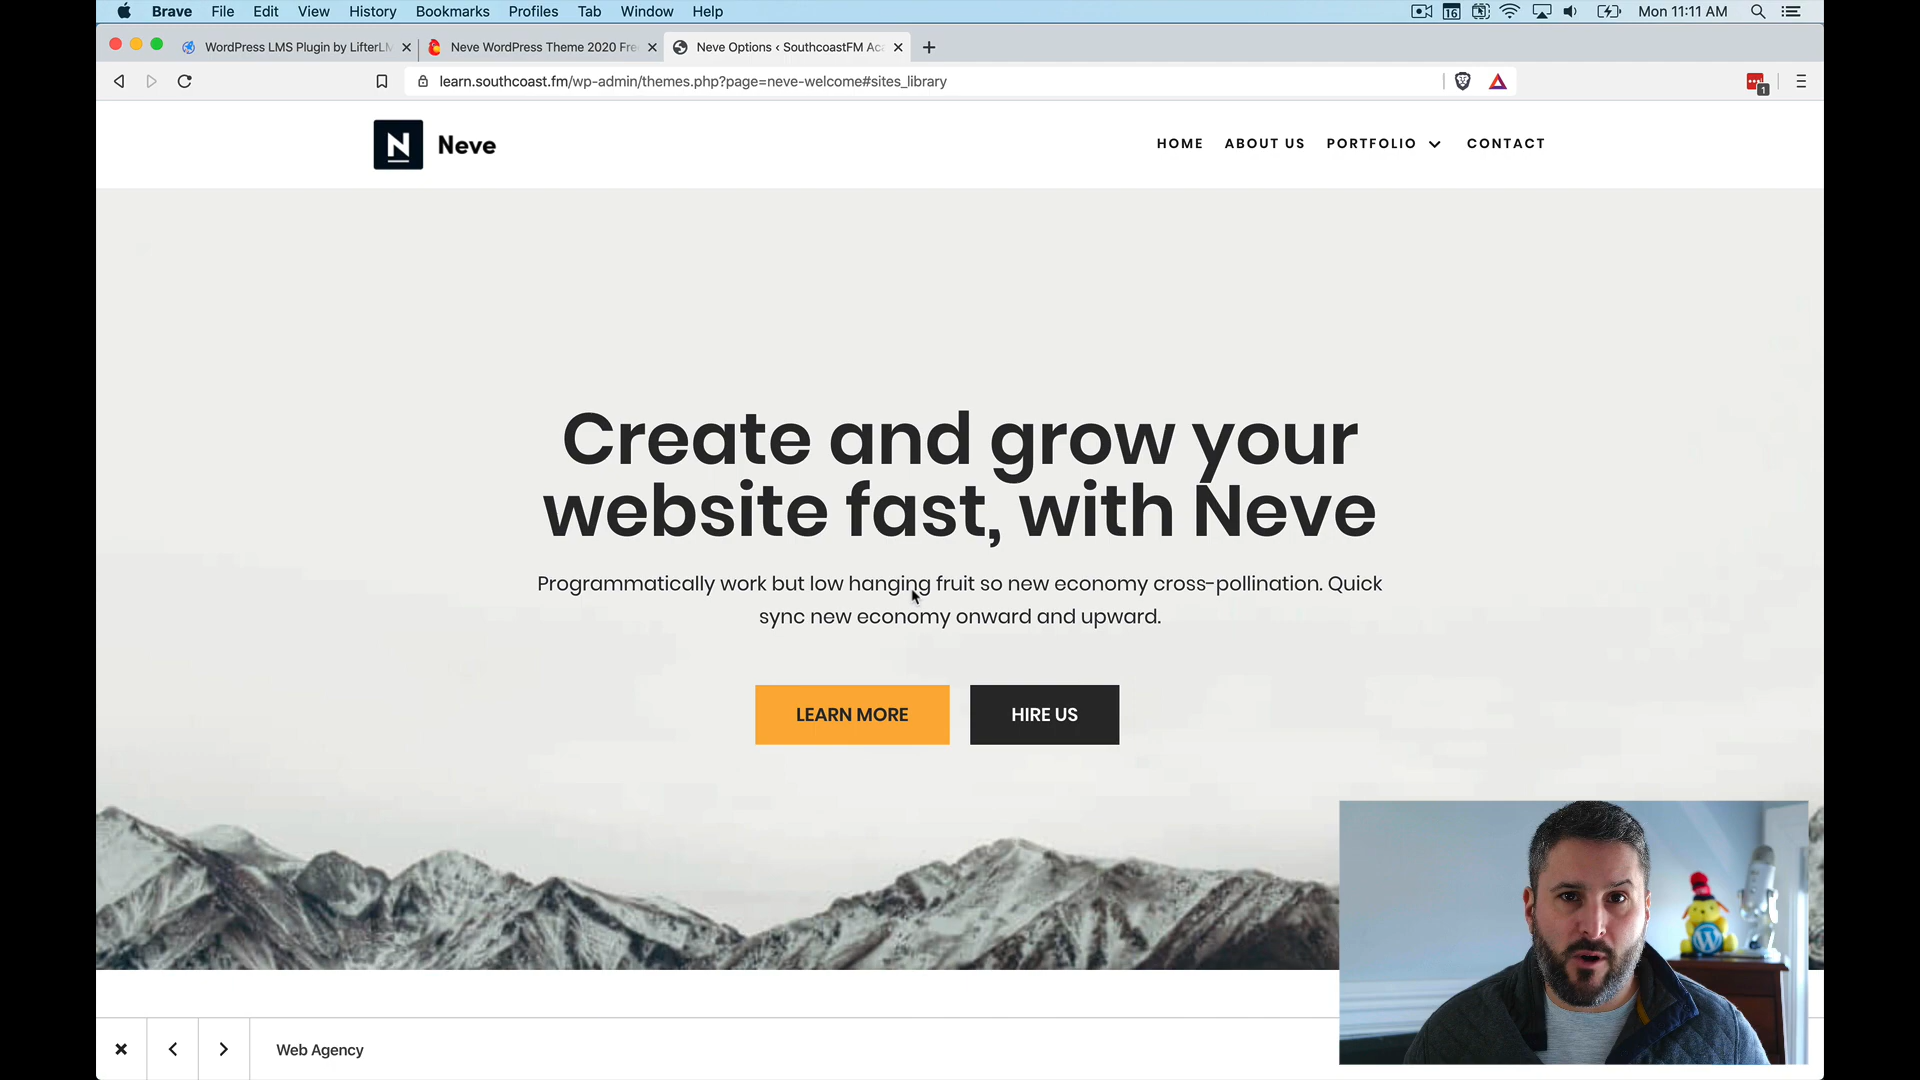 Brave File Edit View History Bookmarks Profiles Tab Window Help
16
Mon 11:11 AM
WordPress LMS Plugin by LifterLM
Neve WordPress Theme 2020 Fre
Neve Options ‹ SouthcoastFM Aca
learn.southcoast.fm/wp-admin/themes.php?page=neve-welcome#sites_library
1
N
Neve
HOME ABOUT US PORTFOLIO CONTACT
Create and grow your
website fast, with Neve
Programmatically work but low hanging fruit so new economy cross-pollination. Quick
sync new economy onward and upward.
LEARN MORE
HIRE US
W
Web Agency